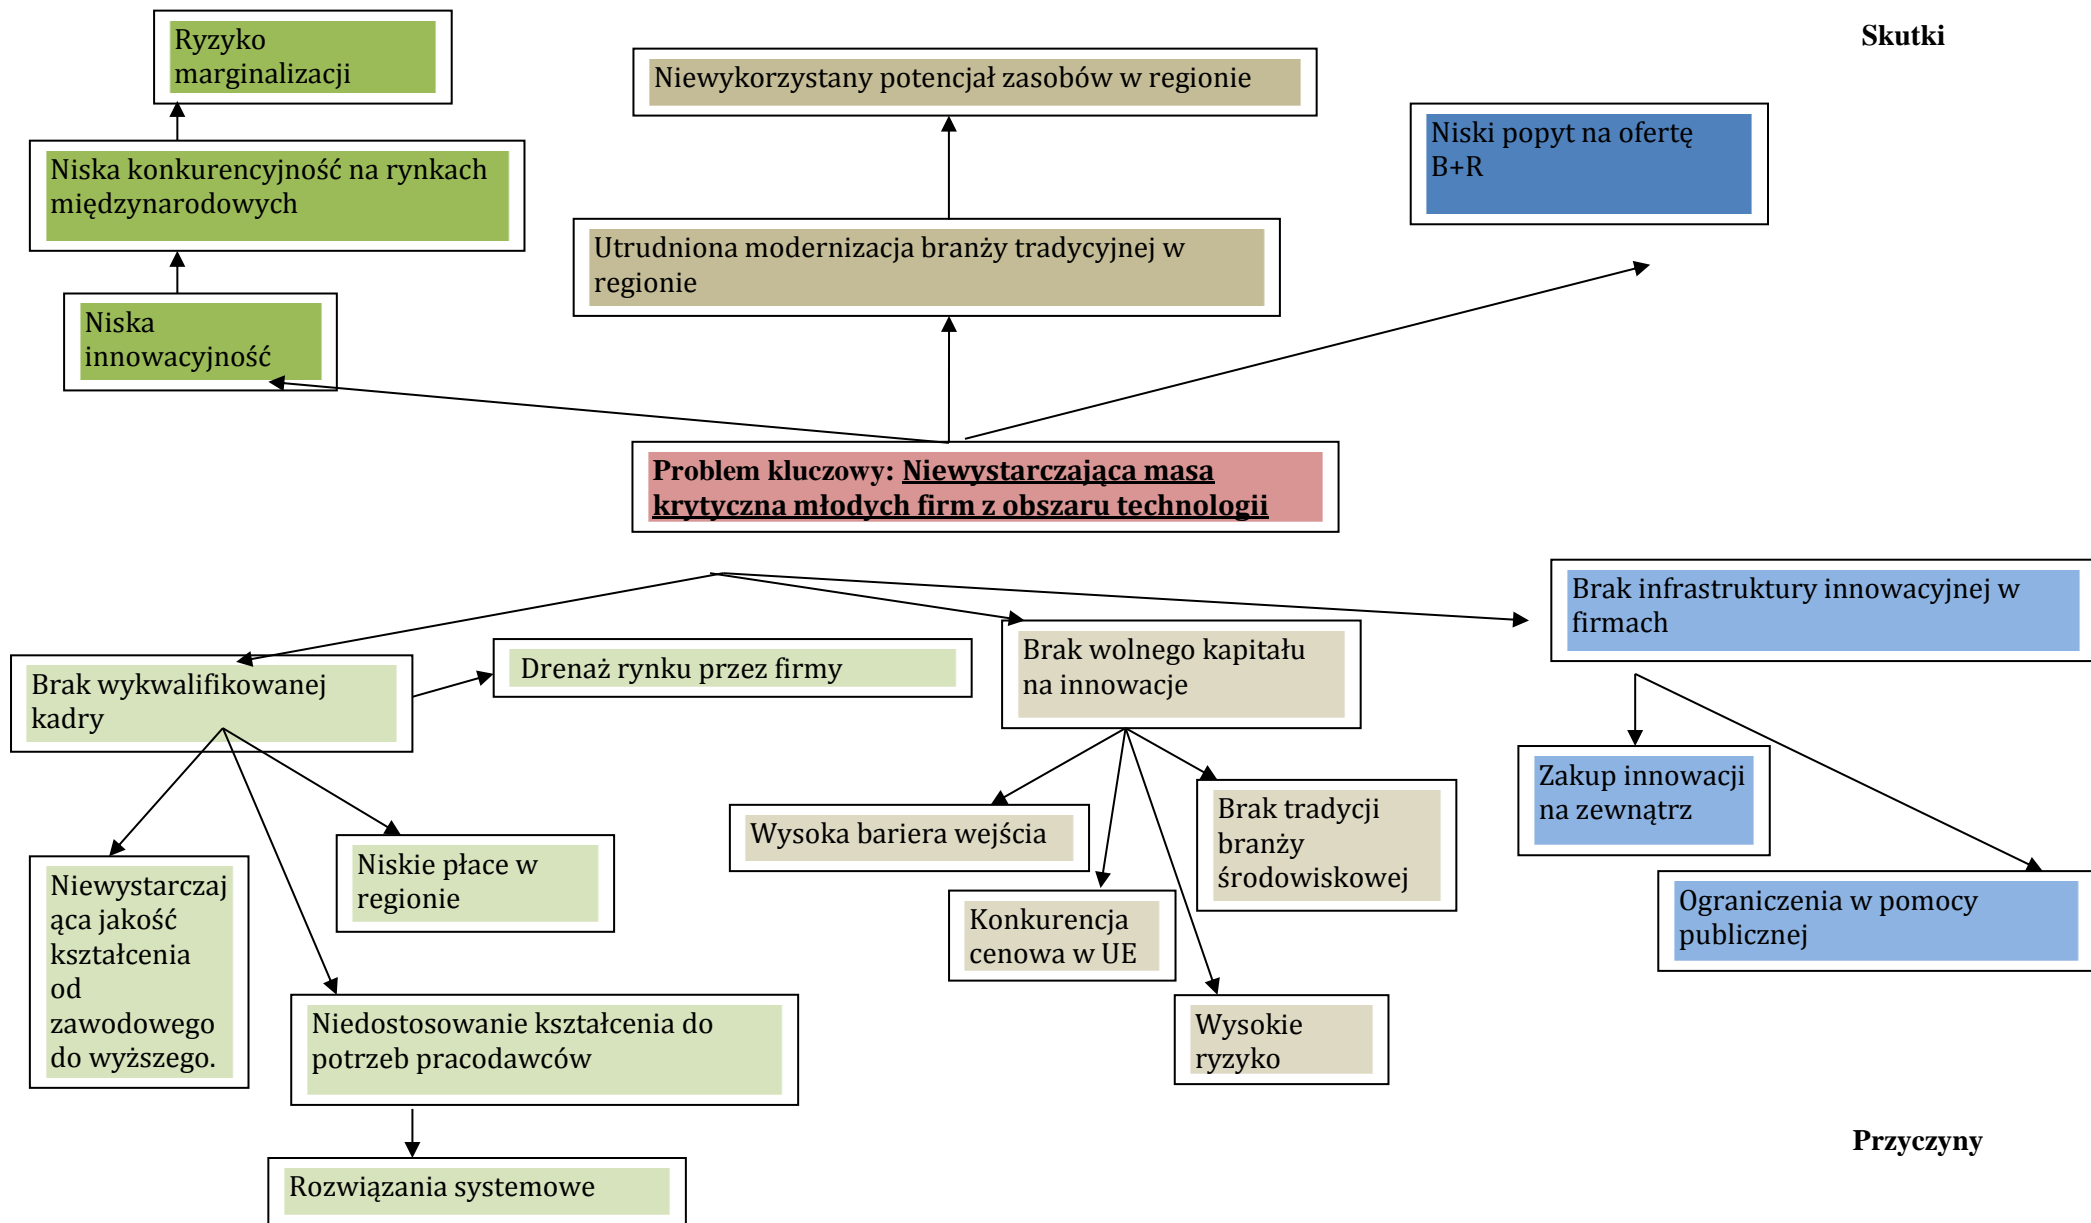 Skutki
Ryzyko
marginalizacji
Niewykorzystany potencjał zasobów w regionie
Niski popyt na ofertę
B+R
Niska konkurencyjność na rynkach
międzynarodowych
Utrudniona modernizacja branży tradycyjnej w
regionie
Niska
innowacyjność
Problem kluczowy: Niewystarczająca masa
krytyczna młodych firm z obszaru technologii
Brak infrastruktury innowacyjnej w
firmach
Brak wolnego kapitału
na innowacje
Drenaż rynku przez firmy
Brak wykwalifikowanej
kadry
Zakup innowacji
na zewnątrz
Brak tradycji
branży
środowiskowej
Wysoka bariera wejścia
Niskie płace w
regionie
Niewystarczaj
ąca jakość
kształcenia
od
zawodowego
do wyższego.
Ograniczenia w pomocy
publicznej
Konkurencja
cenowa w UE
Niedostosowanie kształcenia do
potrzeb pracodawców
Wysokie
ryzyko
Przyczyny
Rozwiązania systemowe